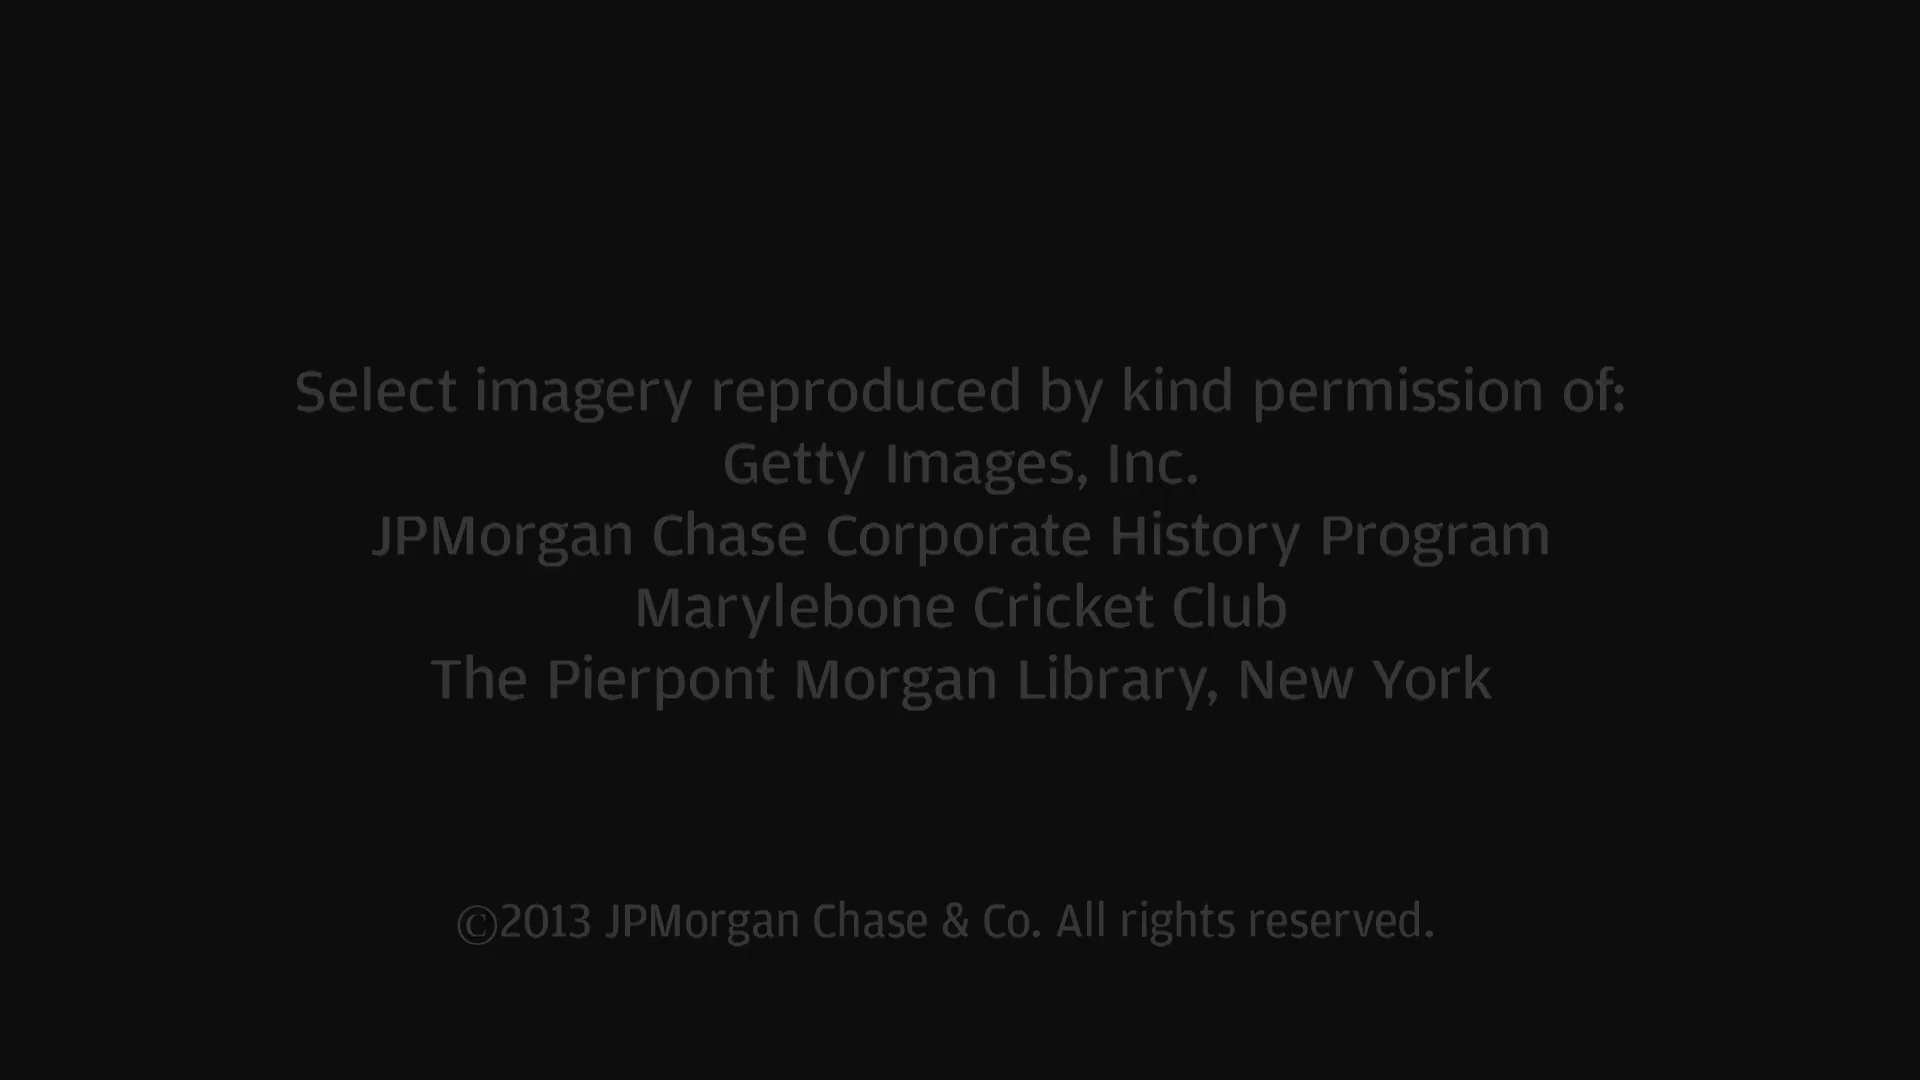 Select imagery reproduced by kind permission of:
Getty Images, Inc.
JPMorgan Chase Corporate History Program
Marylebone Cricket Club
The Pierpont Morgan Library, New York
©2013 JPMorgan Chase & Co. All rights reserved.